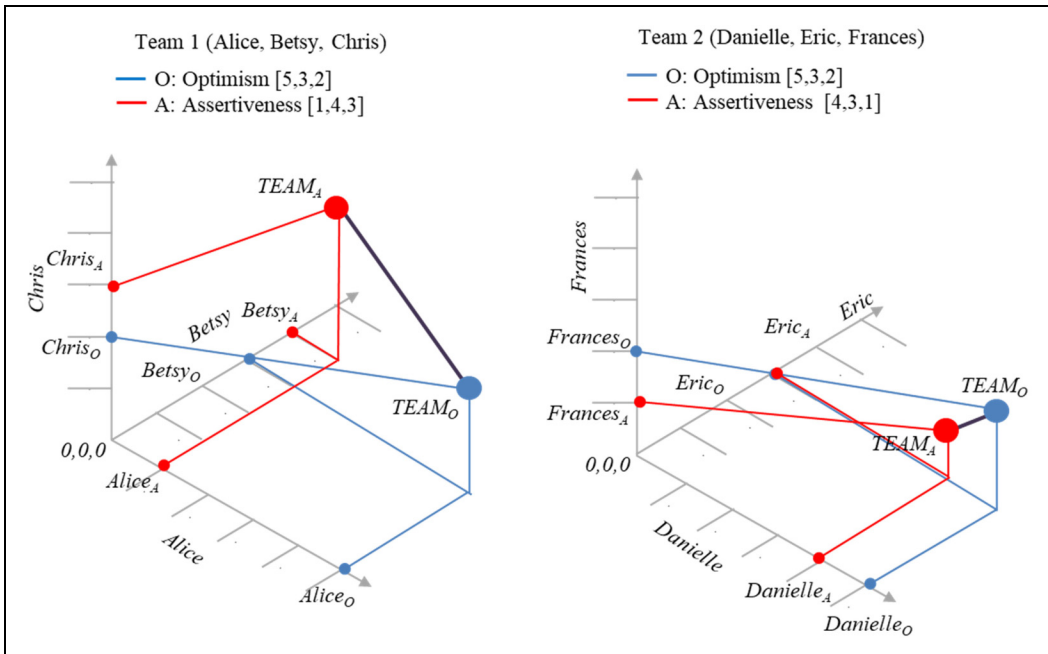 Team 1 (Alice, Betsy, Chris)
O: Optimism [5,3,2]
A: Assertiveness [1,4,3]
TEAM_A
Chris_A
Chris
Chris_O
Betsy
Betsy_A
Betsy_O
TEAM_O
0,0,0
Alice_A
Alice
Alice_O
Team 2 (Danielle, Eric, Frances)
O: Optimism [5,3,2]
A: Assertiveness [4,3,1]
Frances
Eric
Eric_A
Frances_O
Eric_O
TEAM_O
Frances_A
TEAM_A
0,0,0
Danielle
Danielle_A
Danielle_O